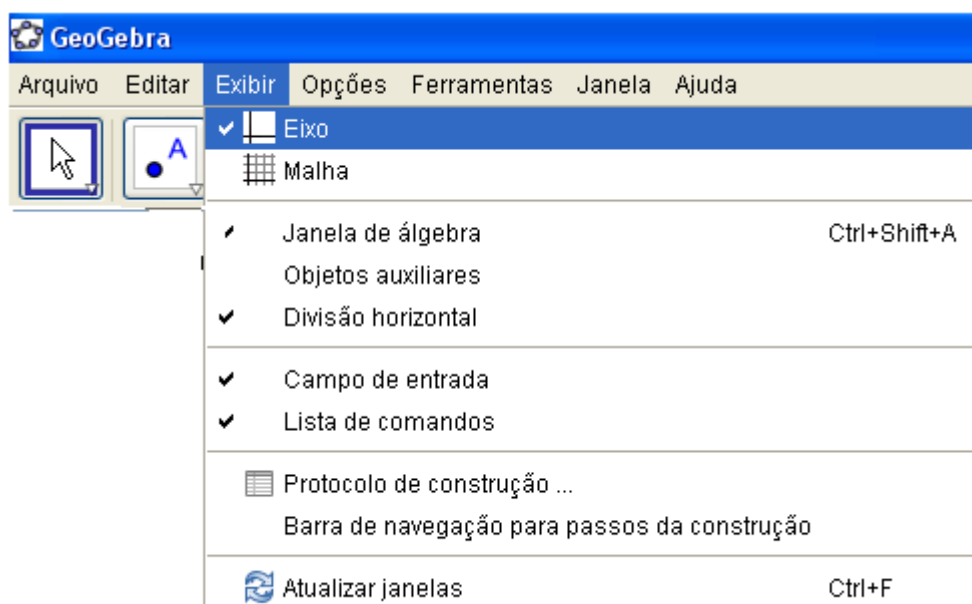 GeoGebra
Arquivo Editar Exibir Opções Ferramentas Janela Ajuda
A
Eixo
Malha
Janela de álgebra Ctrl+Shift+A
Objetos auxiliares
Divisão horizontal
Campo de entrada
Lista de comandos
Protocolo de construção ...
Barra de navegação para passos da construção
Atualizar janelas Ctrl+F